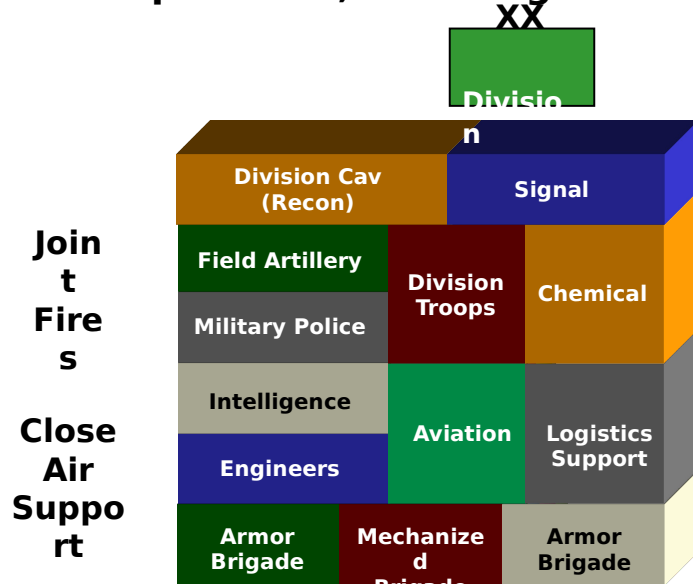 XX
Divisio
n
Division Cav
(Recon)
Signal
Join
t
Fire
s
Field Artillery
Military Police
Division
Troops
Chemical
Close
Air
Suppo
rt
Intelligence
Engineers
Aviation
Logistics
Support
Armor
Brigade
Mechanize
d
Brigade
Armor
Brigade